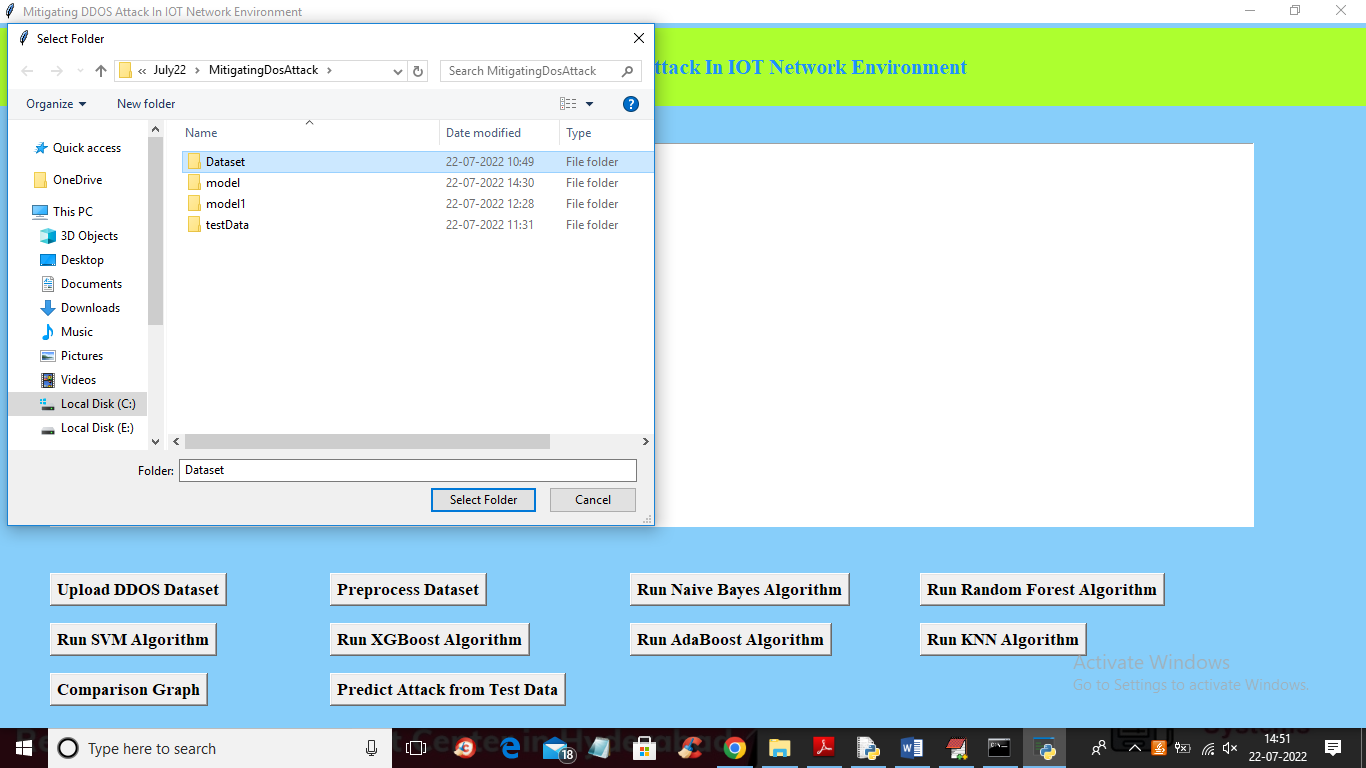 Mitigating DDOS Attack In IOT Network Environment
Select Folder
« July22 › MitigatingDosAttack ›
Search MitigatingDosAttack
ttack In IOT Network Environment
Organize
New folder
?
Name Date modified Type
Quick access
OneDrive
This PC
3D Objects
Desktop
Documents
Downloads
Music
Pictures
Videos
Local Disk (C:)
Local Disk (E:)
Dataset 22-07-2022 10:49 File folder
model 22-07-2022 14:30 File folder
model1 22-07-2022 12:28 File folder
testData 22-07-2022 11:31 File folder
Folder: Dataset
Select Folder Cancel
Upload DDOS Dataset Preprocess Dataset Run Naive Bayes Algorithm Run Random Forest Algorithm
Run SVM Algorithm Run XGBoost Algorithm Run AdaBoost Algorithm Run KNN Algorithm
Comparison Graph Predict Attack from Test Data
Activate Windows
Go to Settings to activate Windows.
Type here to search
18
14:51
22-07-2022